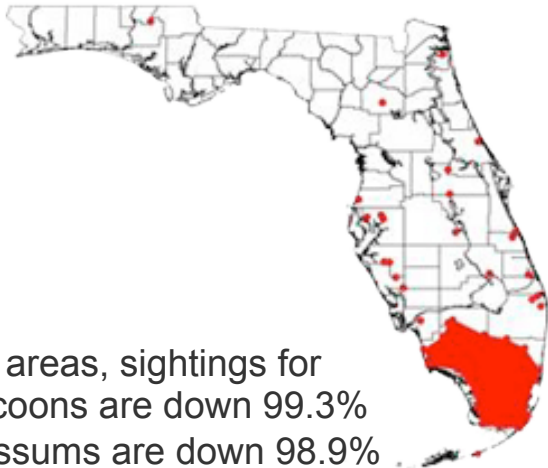 areas, sightings for
coons are down 99.3%
ssums are down 98.9%